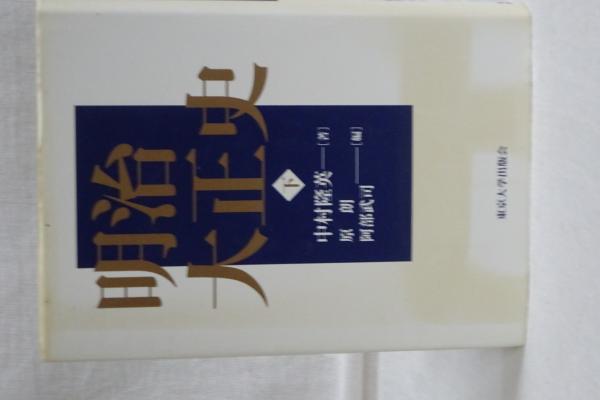 明治
大正史
下
中村隆英──[著]
原 朗
阿部武司──[編]
東京大学出版会